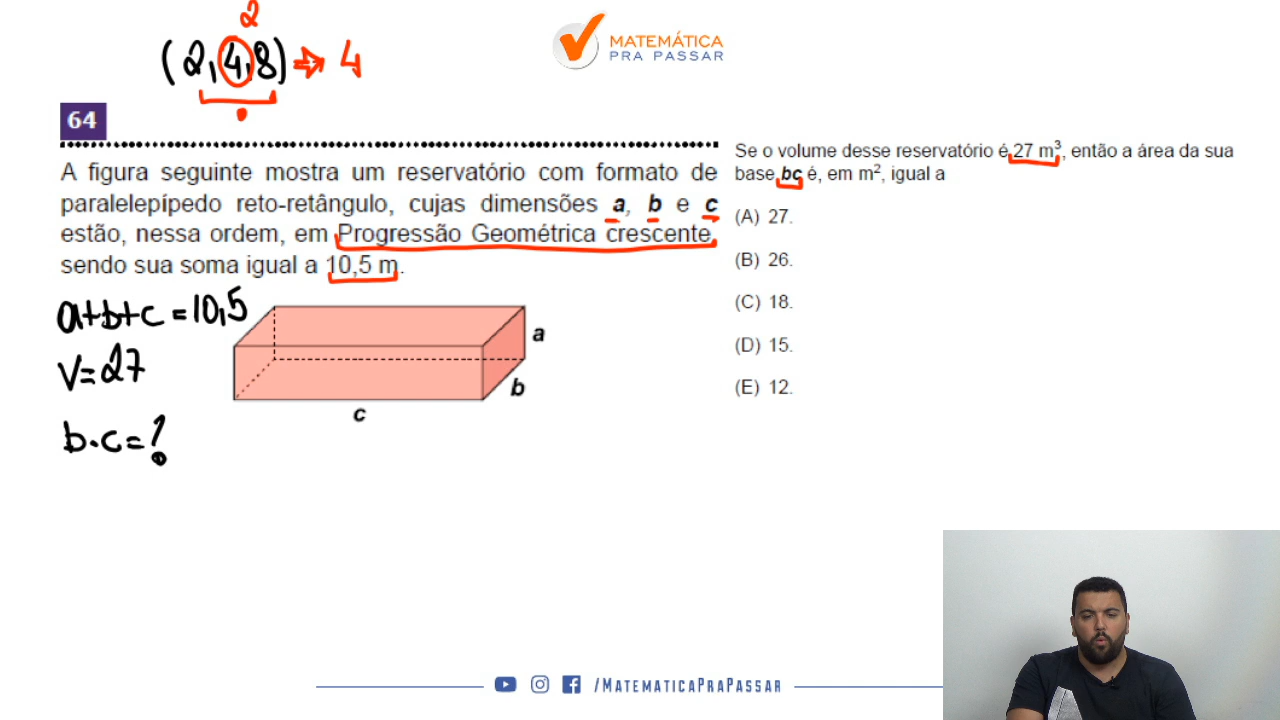 2
(2, 4, 8) → 4
MATEMÁTICA
PRA PASSAR
64
A figura seguinte mostra um reservatório com formato de
paralelepípedo reto-retângulo, cujas dimensões a, b e c
estão, nessa ordem, em Progressão Geométrica crescente,
sendo sua soma igual a 10,5 m.
a+b+c = 10,5
V = 27
b·c = ?
a
b
c
Se o volume desse reservatório é 27 m³, então a área da sua
base bc é, em m², igual a
(A) 27.
(B) 26.
(C) 18.
(D) 15.
(E) 12.
/MATEMATICAPRAPASSAR